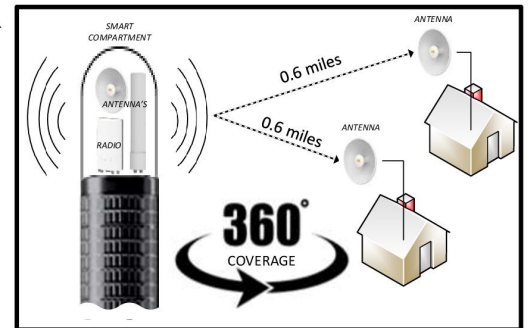 SMART
COMPARTMENT
ANTENNA'S
RADIO
ANTENNA
0.6 miles
ANTENNA
0.6 miles
360°
COVERAGE